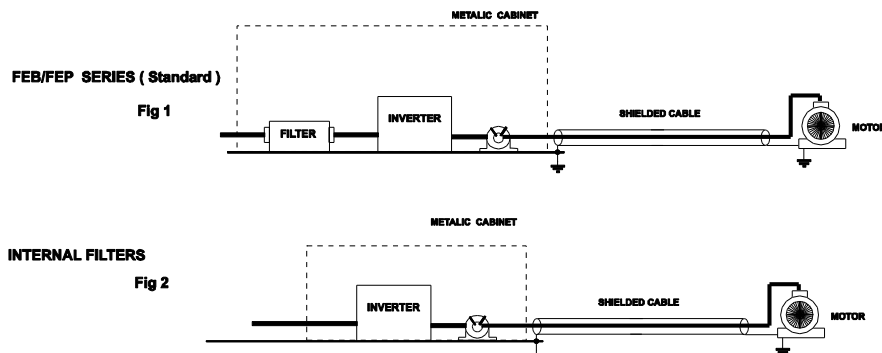 METALIC CABINET
FEB/FEP SERIES ( Standard )
Fig 1
SHIELDED CABLE
INVERTER
FILTER
MOTOR
METALIC CABINET
INTERNAL FILTERS
Fig 2
INVERTER
SHIELDED CABLE
MOTOR